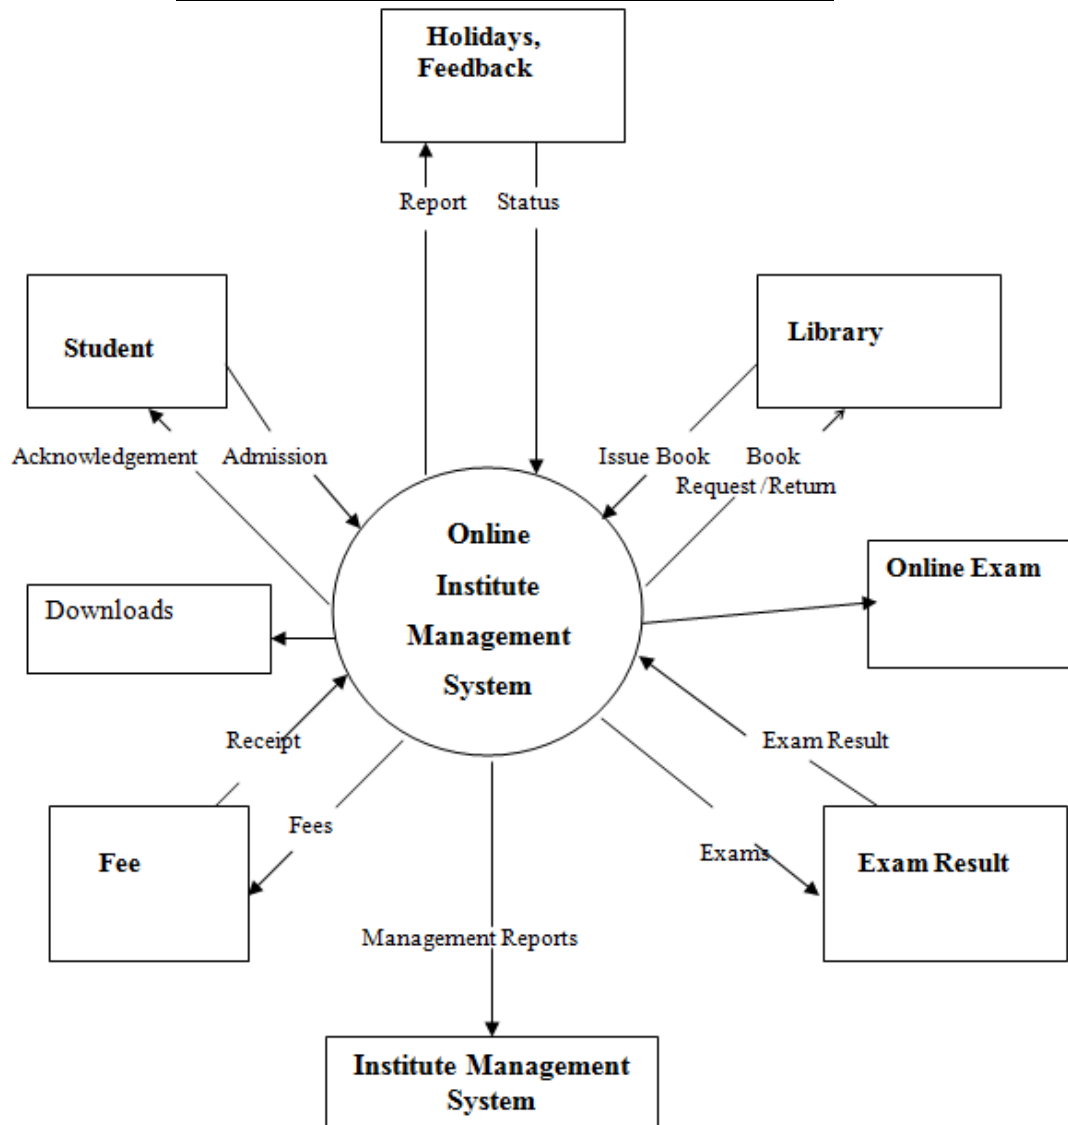 Holidays,
Feedback
Report
Status
Student
Library
Acknowledgement
Admission
Issue Book
Book
Request /Return
Online
Institute
Management
System
Online Exam
Downloads
Receipt
Exam Result
Fees
Fee
Exams
Exam Result
Management Reports
Institute Management
System